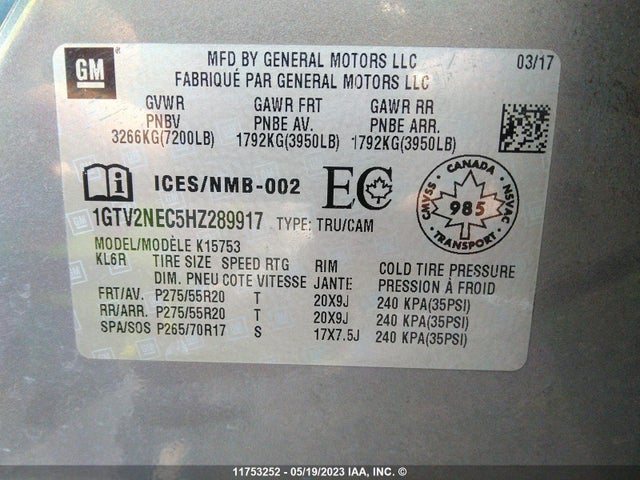 GM
MFD BY GENERAL MOTORS LLC
FABRIQUÉ PAR GENERAL MOTORS LLC
03/17
GVWR GAWR FRT GAWR RR
PNBV PNBE AV. PNBE ARR.
3266KG(7200LB) 1792KG(3950LB) 1792KG(3950LB)
ICES/NMB-002 EC
CANADA
CMVSS NSVAC
985
TRANSPORT
1GTV2NEC5HZ289917 TYPE: TRU/CAM
MODEL/MODÈLE K15753
KL6R TIRE SIZE SPEED RTG RIM COLD TIRE PRESSURE
DIM. PNEU COTE VITESSE JANTE PRESSION À FROID
FRT/AV. P275/55R20 T 20X9J 240 KPA(35PSI)
RR/ARR. P275/55R20 T 20X9J 240 KPA(35PSI)
SPA/SOS P265/70R17 S 17X7.5J 240 KPA(35PSI)
11753252 - 05/19/2023 IAA, INC. ©